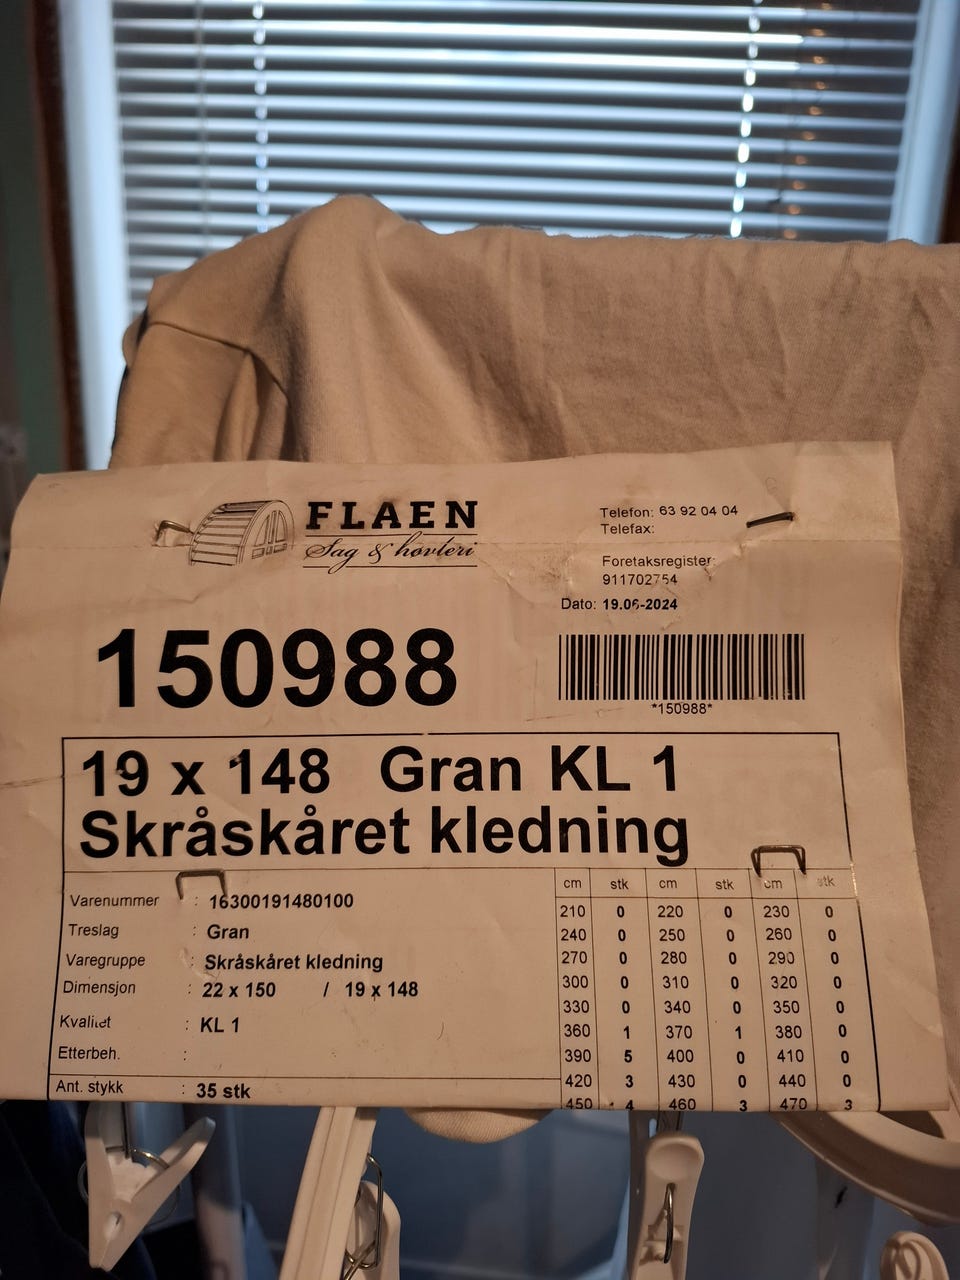 FLAEN
Sag & høvleri
Telefon: 63 92 04 04
Telefax:
Foretaksregister:
911702754
Dato: 19.06-2024
150988
*150988*
19 x 148 Gran KL 1
Skråskåret kledning
Varenummer : 16300191480100
Treslag : Gran
Varegruppe : Skråskåret kledning
Dimensjon : 22 x 150 / 19 x 148
Kvalitet : KL 1
Etterbeh. :
Ant. stykk : 35 stk
cm stk cm stk cm stk
210 0 220 0 230 0
240 0 250 0 260 0
270 0 280 0 290 0
300 0 310 0 320 0
330 0 340 0 350 0
360 1 370 1 380 0
390 5 400 0 410 0
420 3 430 0 440 0
450 4 460 3 470 3